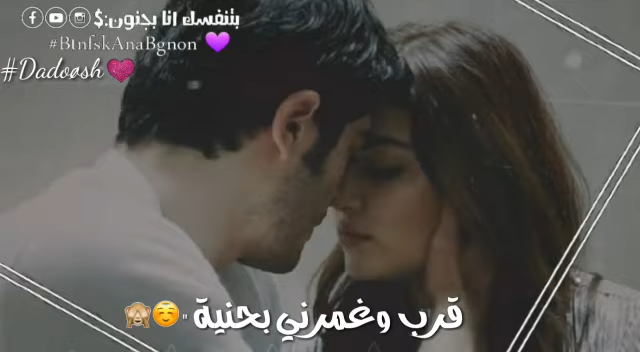 بتنفسك انا بجنون:$
#BtnfskAnaBgnon 💜
#Dadoosh💗
قرب وغمرني بحنية " ☺️🙈